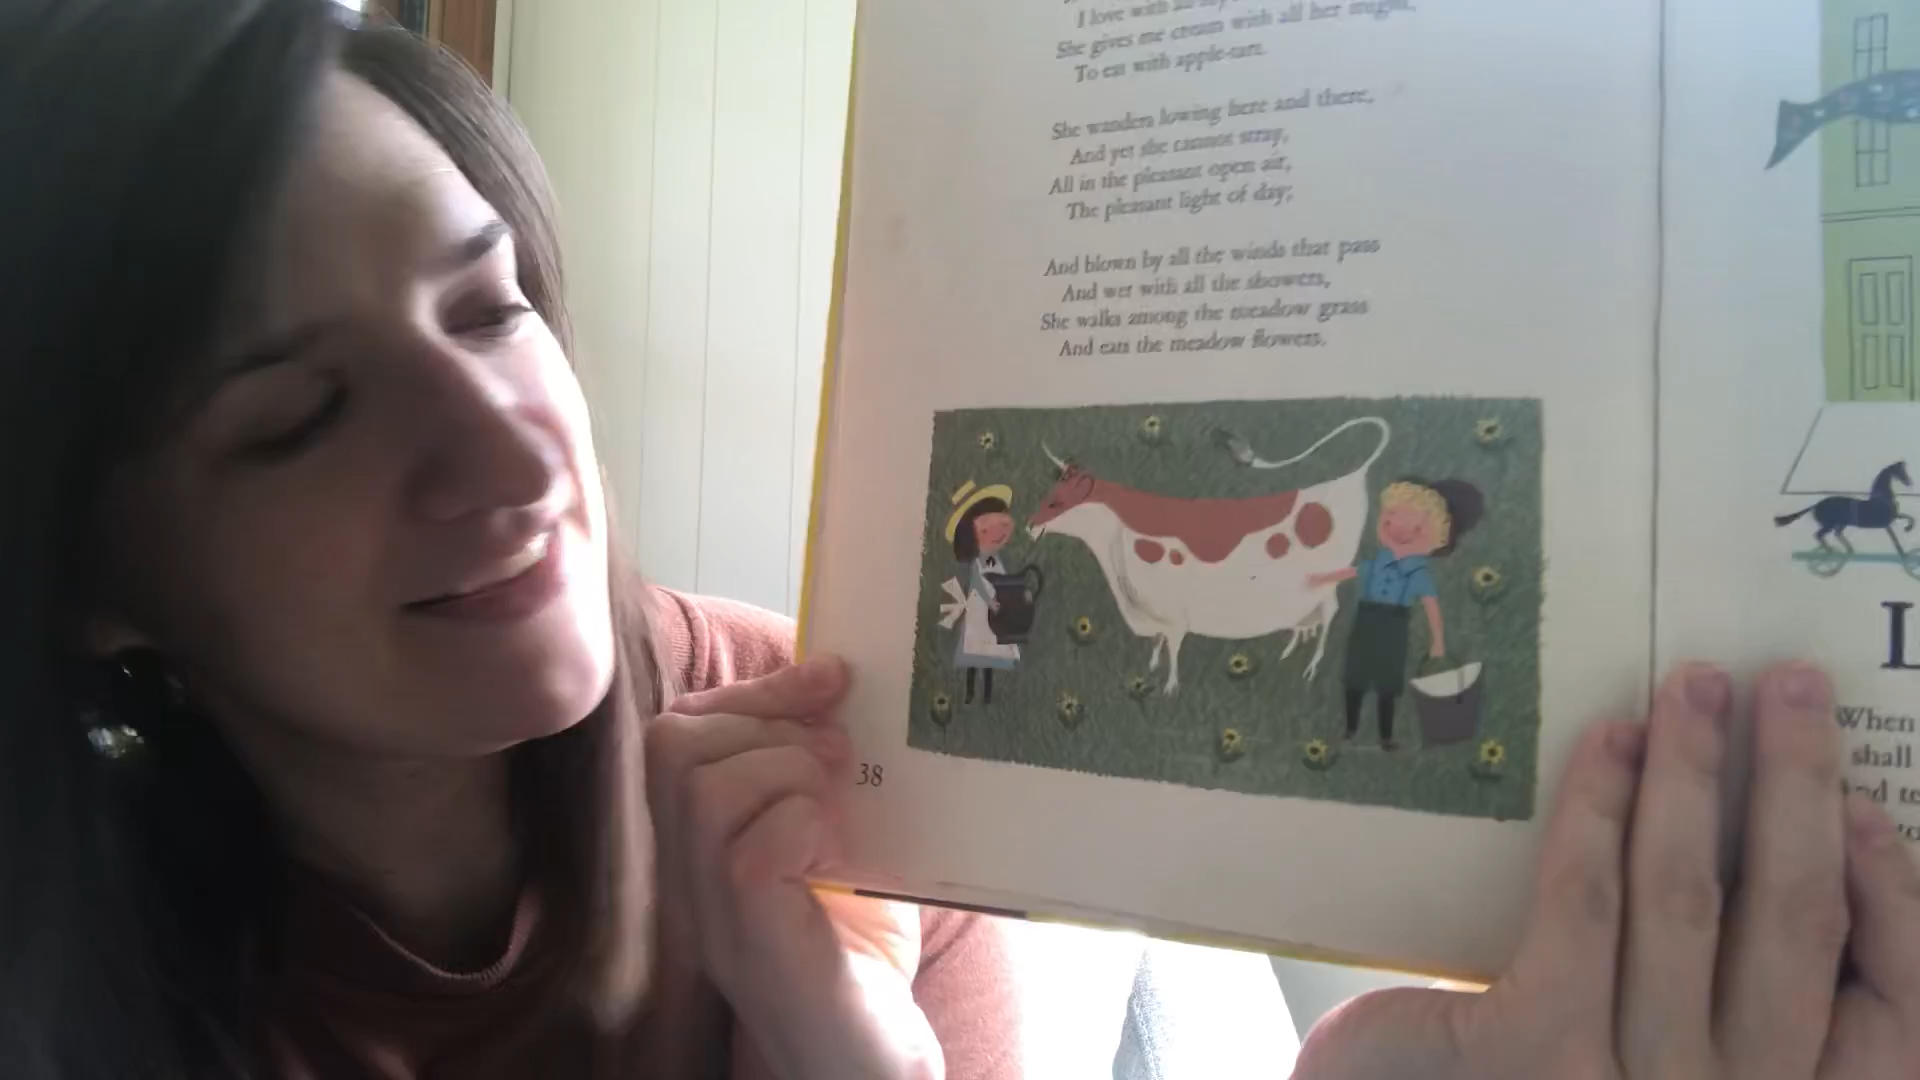 I love with all
She gives me cream with all her might,
To eat with apple-tart.
She wanders lowing here and there,
And yet she cannot stray,
All in the pleasant open air,
The pleasant light of day;
And blown by all the winds that pass
And wet with all the showers,
She walks among the meadow grass
And eats the meadow flowers.
38
L
When
shall
And te